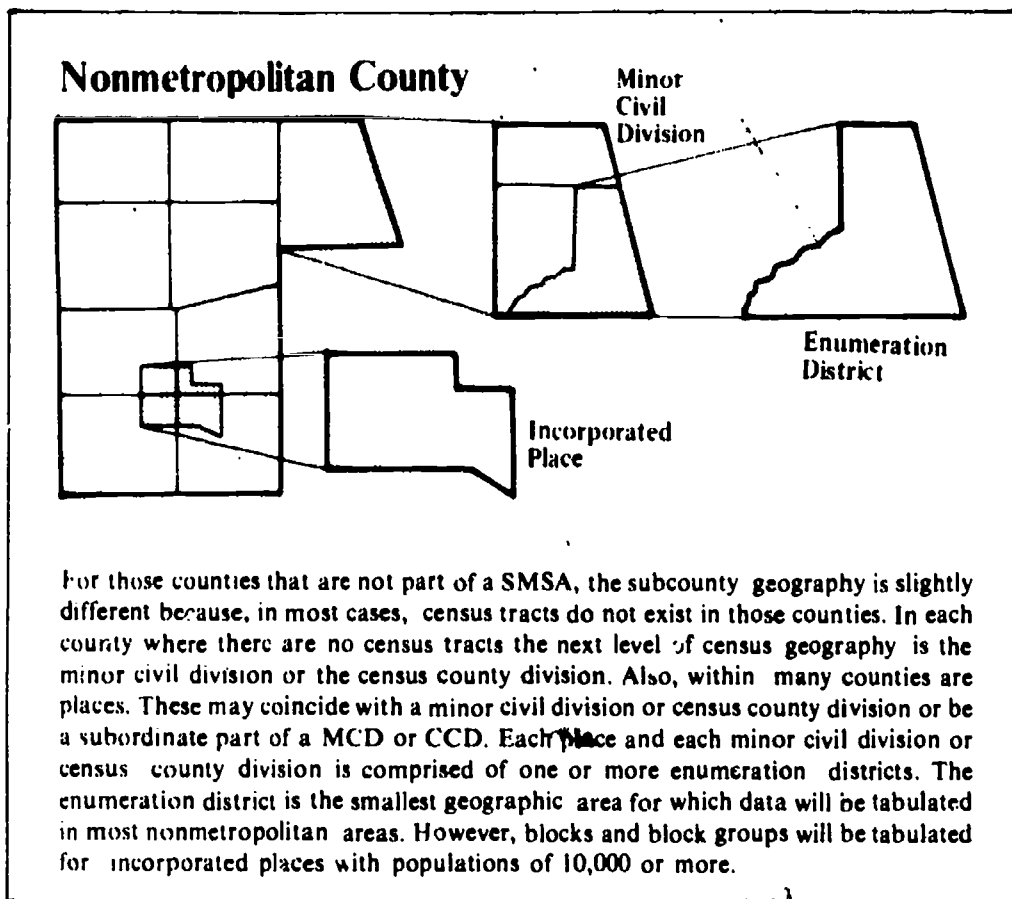 Nonmetropolitan County
Minor
Civil
Division
Enumeration
District
Incorporated
Place
For those counties that are not part of a SMSA, the subcounty geography is slightly
different because, in most cases, census tracts do not exist in those counties. In each
county where there are no census tracts the next level of census geography is the
minor civil division or the census county division. Also, within many counties are
places. These may coincide with a minor civil division or census county division or be
a subordinate part of a MCD or CCD. Each place and each minor civil division or
census county division is comprised of one or more enumeration districts. The
enumeration district is the smallest geographic area for which data will be tabulated
in most nonmetropolitan areas. However, blocks and block groups will be tabulated
for incorporated places with populations of 10,000 or more.